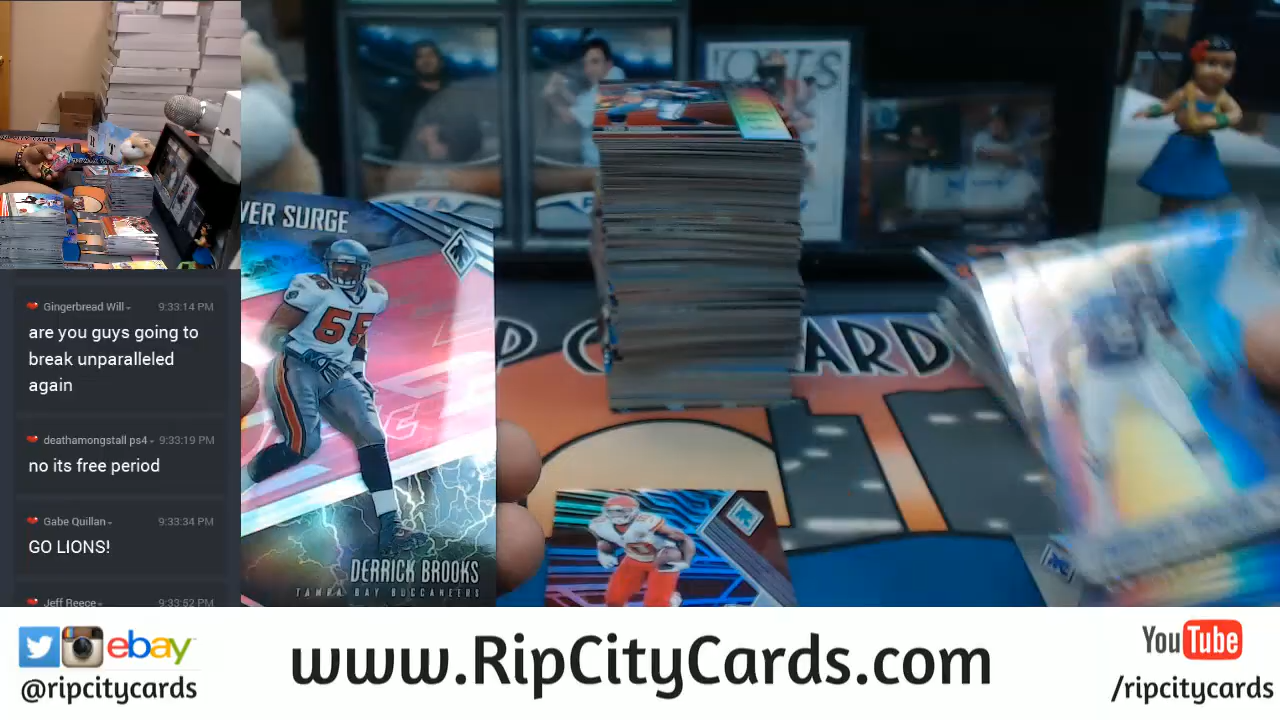 Gingerbread Will
9:33:14 PM
are you guys going to
break unparalleled
again
deathamongstall ps4
9:33:19 PM
no its free period
Gabe Quillan
9:33:34 PM
GO LIONS!
Jeff Reece
9:33:52 PM
VER SURGE
55
DERRICK BROOKS
TAMPA BAY BUCCANEERS
P C ARD
ebay
@ripcitycards
www.RipCityCards.com
YouTube
/ripcitycards